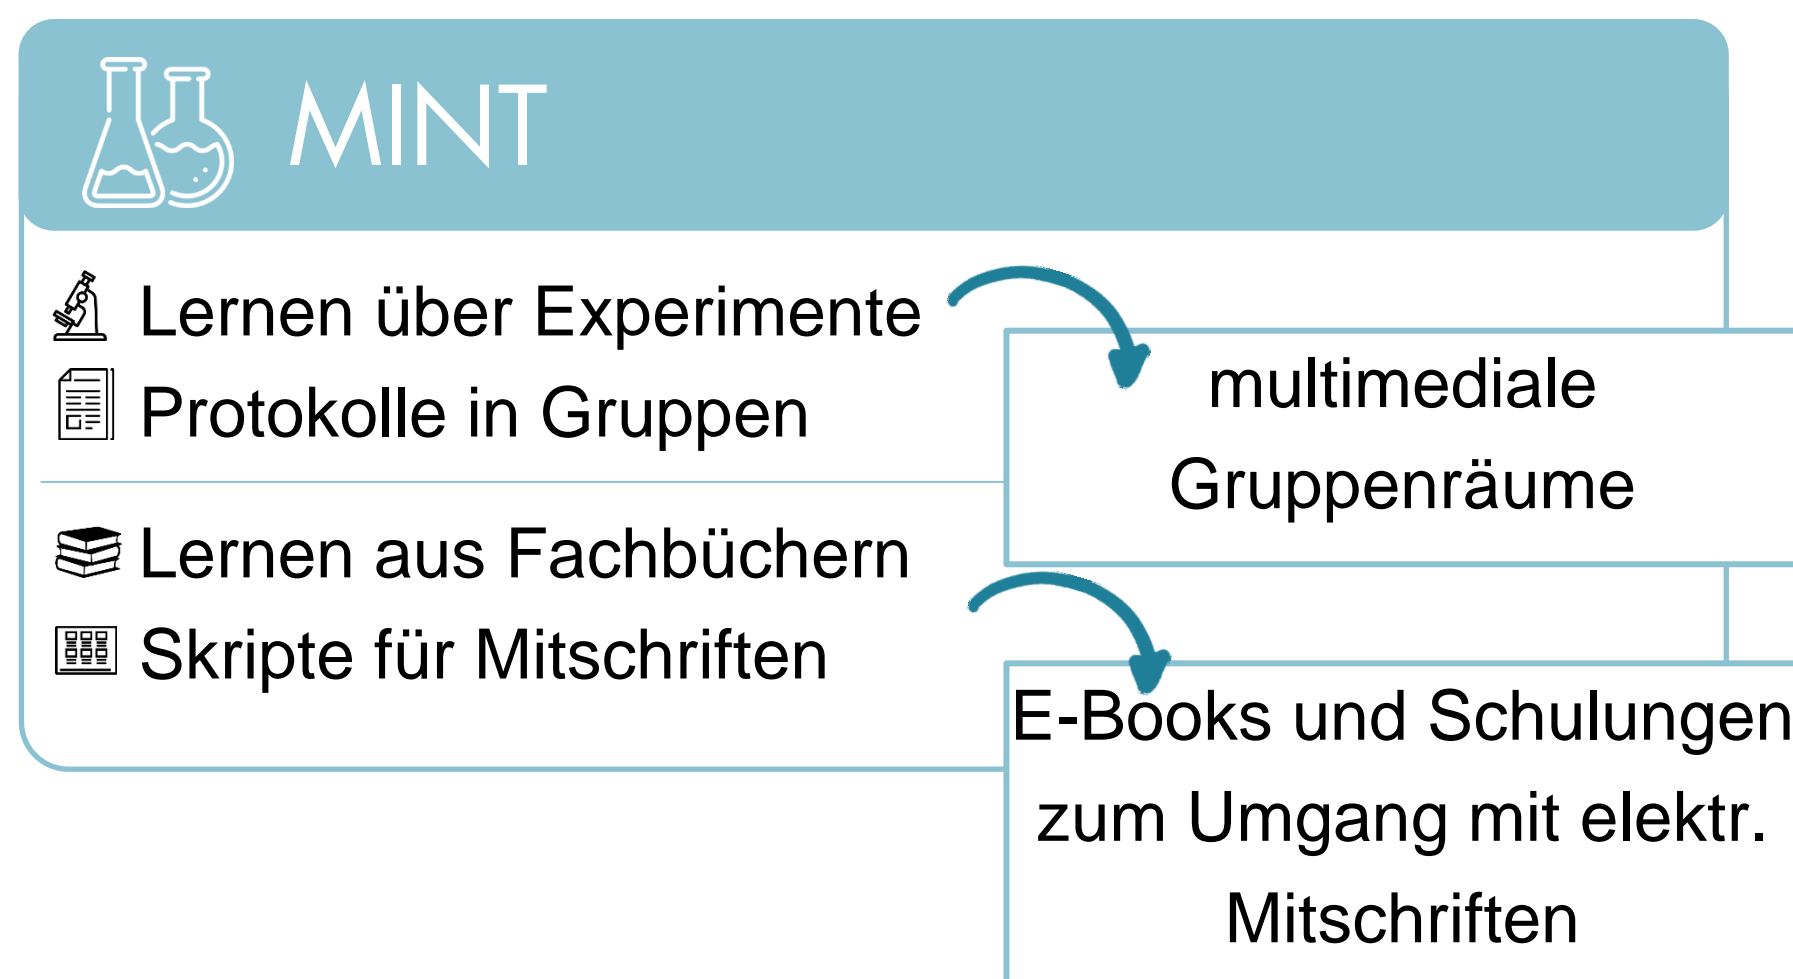 MINT
Lernen über Experimente
Protokolle in Gruppen
multimediale
Gruppenräume
Lernen aus Fachbüchern
Skripte für Mitschriften
E-Books und Schulungen
zum Umgang mit elektr.
Mitschriften